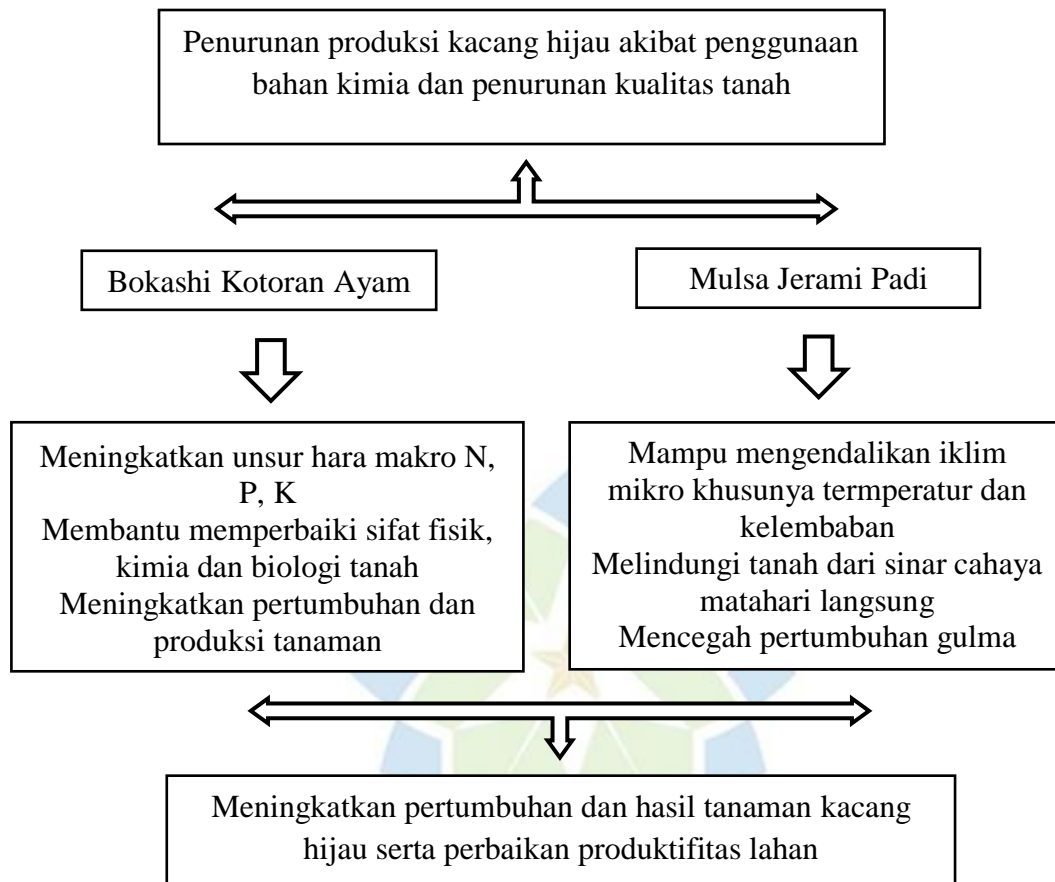 Penurunan produksi kacang hijau akibat penggunaan
bahan kimia dan penurunan kualitas tanah
Bokashi Kotoran Ayam
Mulsa Jerami Padi
Meningkatkan unsur hara makro N,
P, K
Membantu memperbaiki sifat fisik,
kimia dan biologi tanah
Meningkatkan pertumbuhan dan
produksi tanaman
Mampu mengendalikan iklim
mikro khusunya termperatur dan
kelembaban
Melindungi tanah dari sinar cahaya
matahari langsung
Mencegah pertumbuhan gulma
Meningkatkan pertumbuhan dan hasil tanaman kacang
hijau serta perbaikan produktifitas lahan